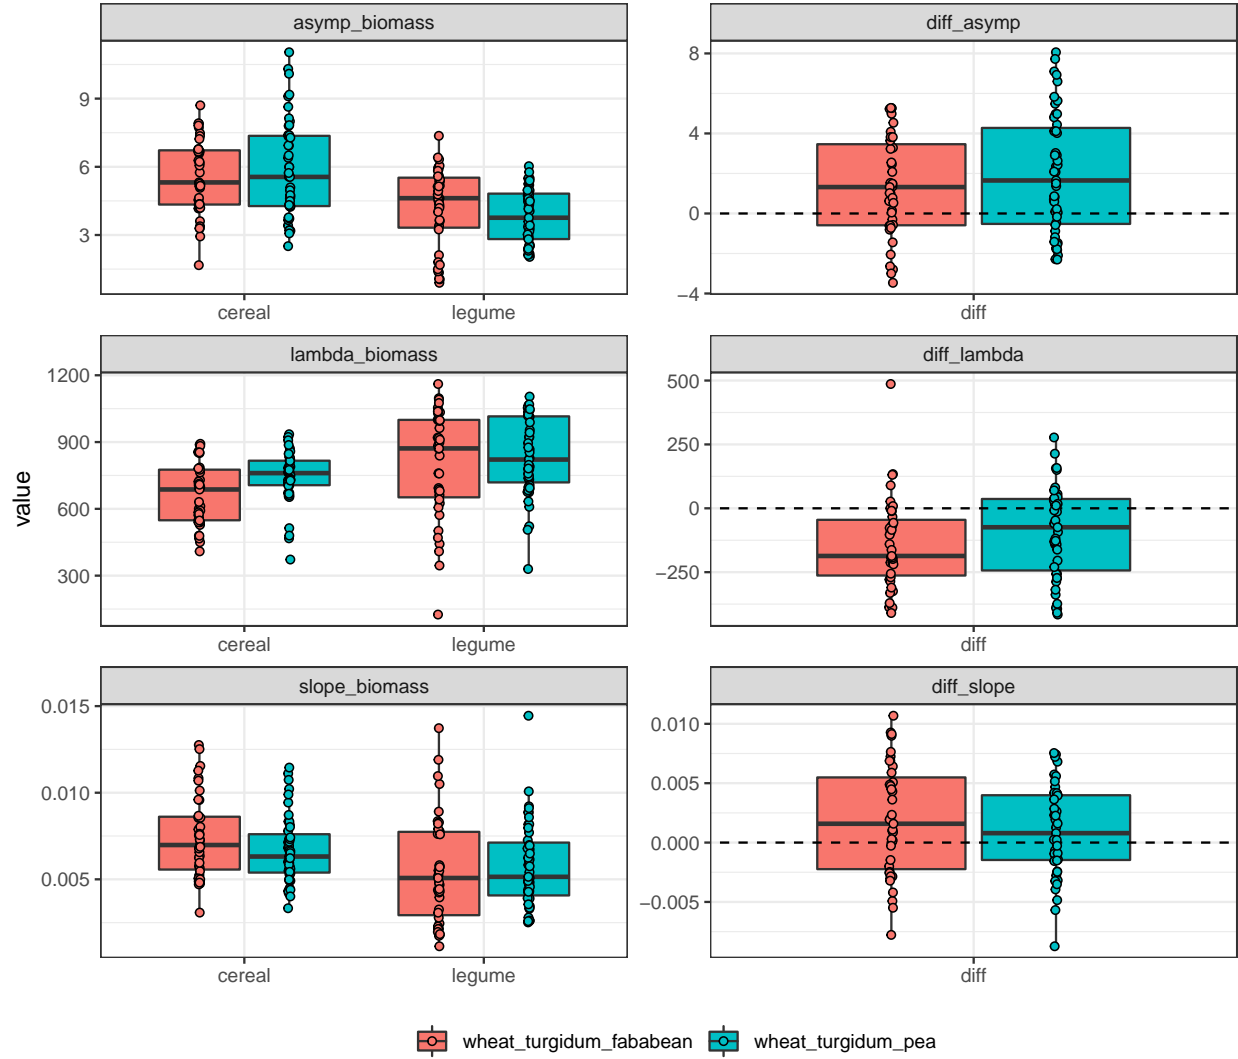 asymp_biomass
diff_asymp
9
6
3
8
4
0
−4
cereal
legume
diff
lambda_biomass
diff_lambda
1200
900
600
300
500
250
0
−250
cereal
legume
diff
value
slope_biomass
diff_slope
0.015
0.010
0.005
0.010
0.005
0.000
−0.005
cereal
legume
diff
wheat_turgidum_fababean
wheat_turgidum_pea